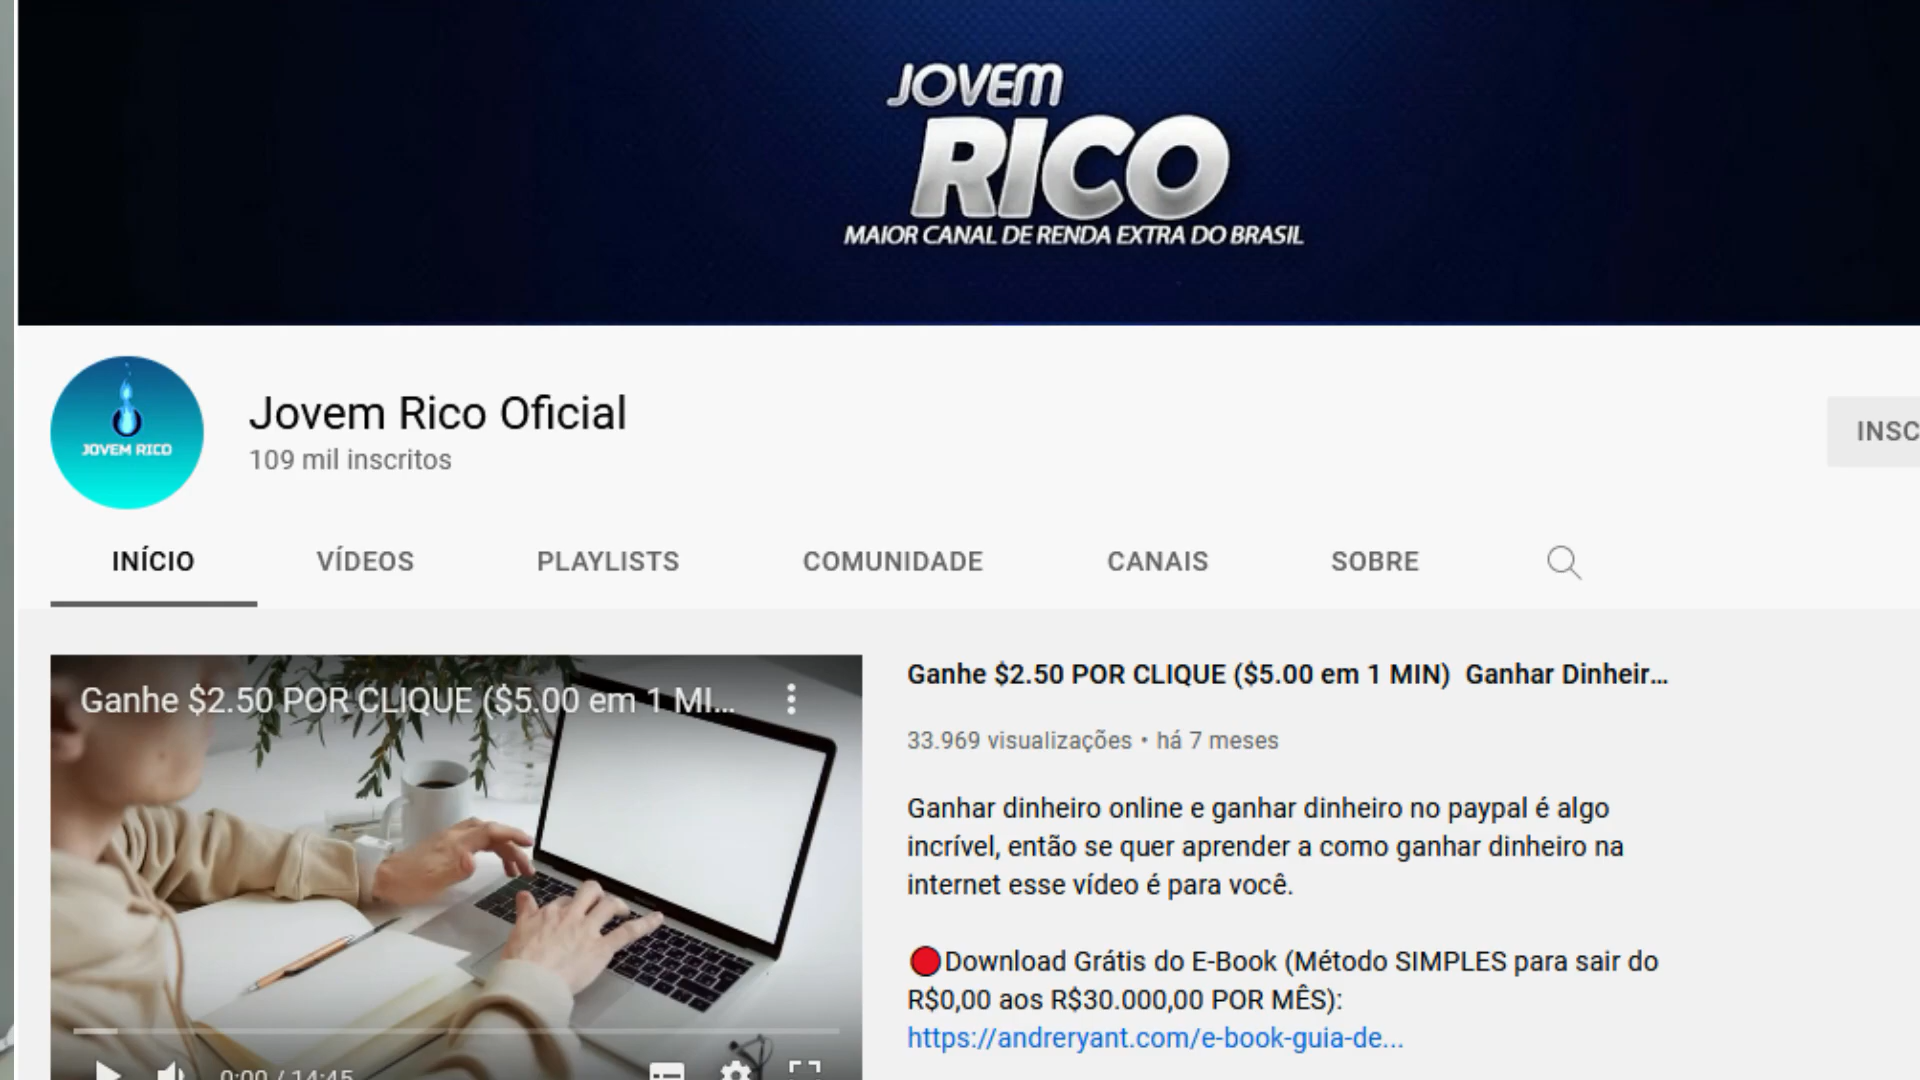 JOVEM
RICO
MAIOR CANAL DE RENDA EXTRA DO BRASIL
JOVEM RICO
Jovem Rico Oficial
109 mil inscritos
INSC
INÍCIO
VÍDEOS
PLAYLISTS
COMUNIDADE
CANAIS
SOBRE
Ganhe $2.50 POR CLIQUE ($5.00 em 1 MI...
0:00 / 14:45
Ganhe $2.50 POR CLIQUE ($5.00 em 1 MIN) Ganhar Dinheir...
33.969 visualizações • há 7 meses
Ganhar dinheiro online e ganhar dinheiro no paypal é algo
incrível, então se quer aprender a como ganhar dinheiro na
internet esse vídeo é para você.
🔴Download Grátis do E-Book (Método SIMPLES para sair do
R$0,00 aos R$30.000,00 POR MÊS):
https://andreryant.com/e-book-guia-de...